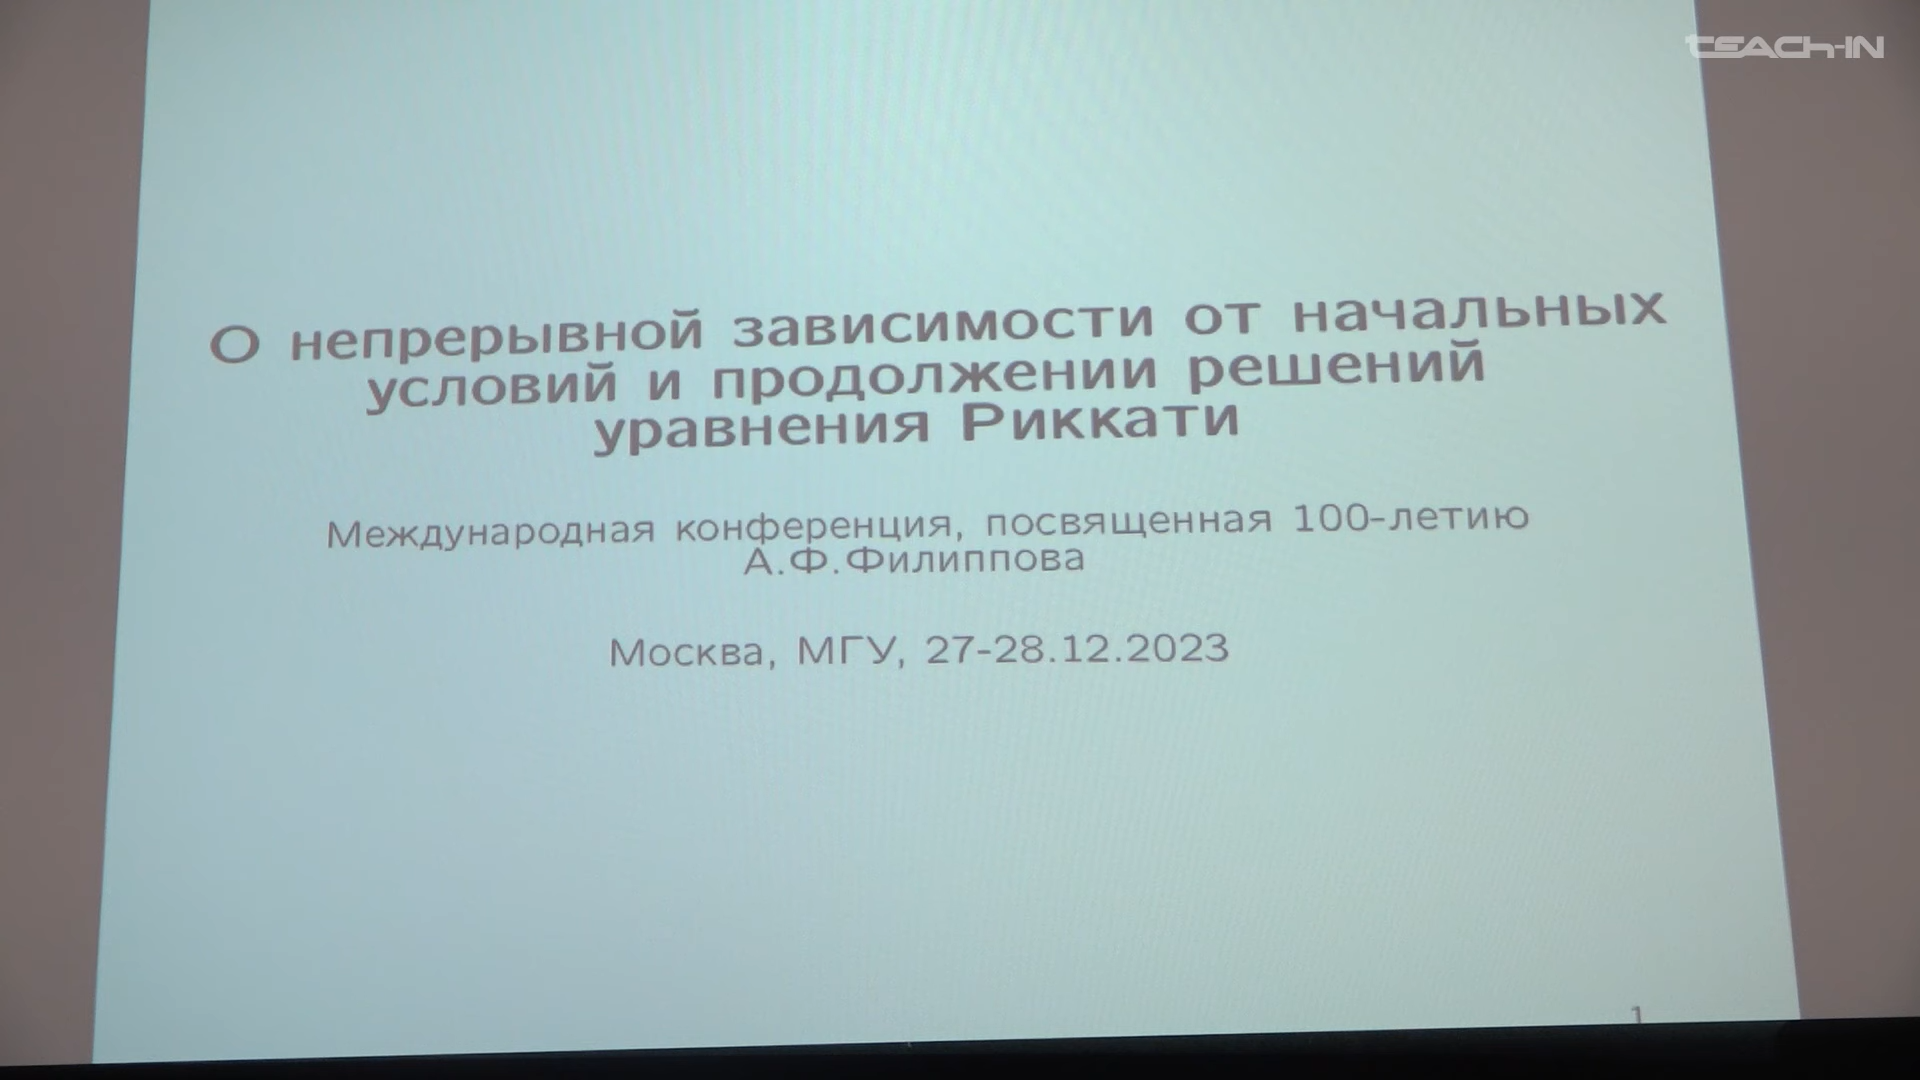 TEACH-IN
О непрерывной зависимости от начальных
условий и продолжении решений
уравнения Риккати
Международная конференция, посвященная 100-летию
А.Ф.Филиппова
Москва, МГУ, 27-28.12.2023
1